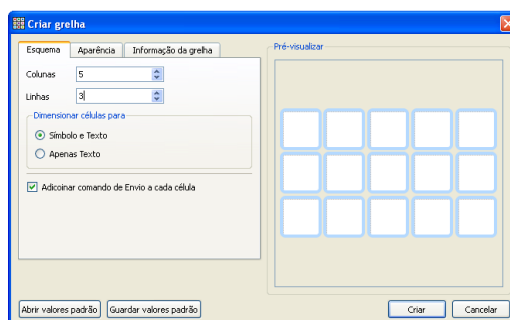 Criar grelha
Esquema Aparência Informação da grelha
Colunas 5
Linhas 3
Dimensionar células para
Símbolo e Texto
Apenas Texto
Adicoinar comando de Envio a cada célula
Pré-visualizar
Abrir valores padrão Guardar valores padrão Criar Cancelar